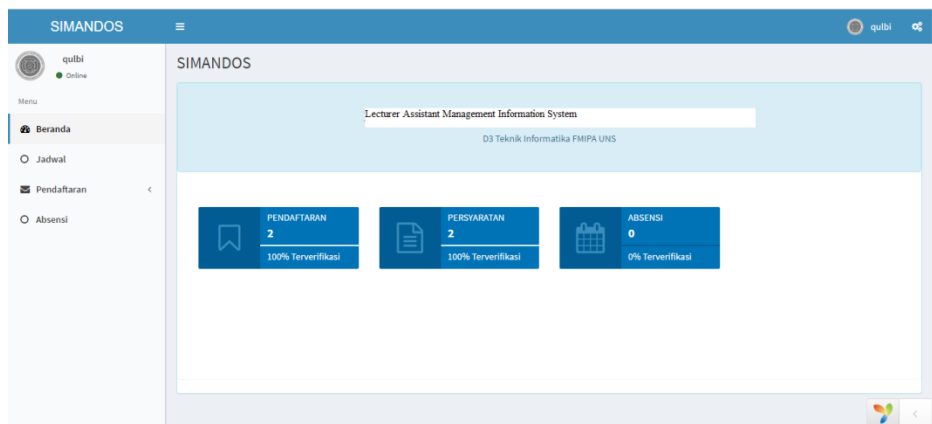 SIMANDOS
qulbi
qulbi
Online
Menu
Beranda
Jadwal
Pendaftaran
Absensi
SIMANDOS
Lecturer Assistant Management Information System
D3 Teknik Informatika FMIPA UNS
PENDAFTARAN
2
100% Terverifikasi
PERSYARATAN
2
100% Terverifikasi
ABSENSI
0
0% Terverifikasi